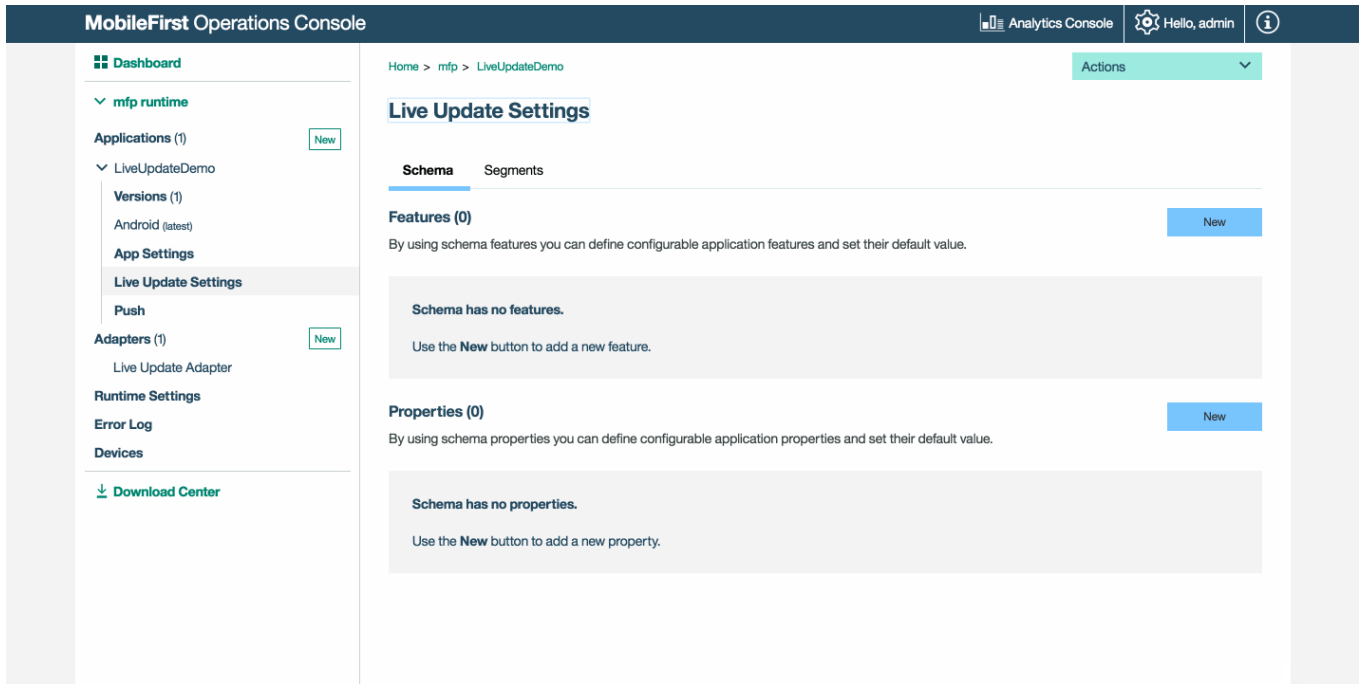 MobileFirst Operations Console
Analytics Console
Hello, admin
Dashboard
mfp runtime
Applications (1)
New
LiveUpdateDemo
Versions (1)
Android (latest)
App Settings
Live Update Settings
Push
Adapters (1)
New
Live Update Adapter
Runtime Settings
Error Log
Devices
Download Center
Home > mfp > LiveUpdateDemo
Actions
Live Update Settings
Schema
Segments
Features (0)
New
By using schema features you can define configurable application features and set their default value.
Schema has no features.
Use the New button to add a new feature.
Properties (0)
New
By using schema properties you can define configurable application properties and set their default value.
Schema has no properties.
Use the New button to add a new property.